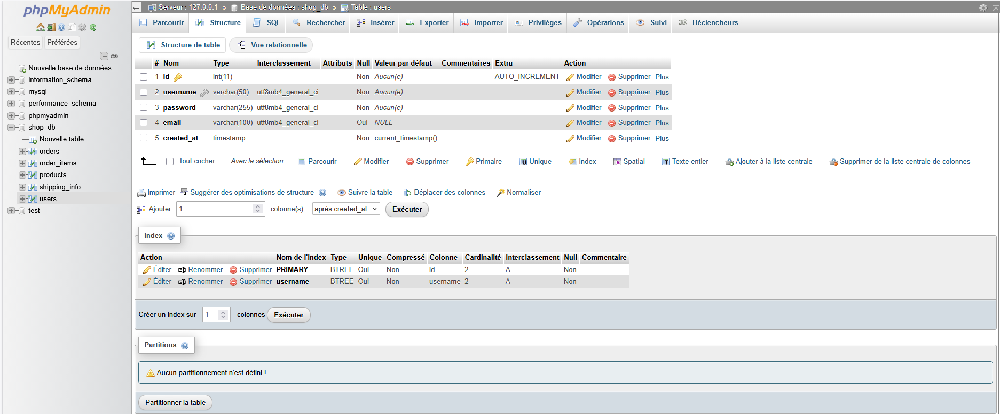 phpMyAdmin
Récentes Préférées
Nouvelle base de données
information_schema
mysql
performance_schema
phpmyadmin
shop_db
Nouvelle table
orders
order_items
products
shipping_info
users
test
Serveur : 127.0.0.1 » Base de données : shop_db » Table : users
Parcourir Structure SQL Rechercher Insérer Exporter Importer Privilèges Opérations Suivi Déclencheurs
Structure de table Vue relationnelle
# Nom Type Interclassement Attributs Null Valeur par défaut Commentaires Extra Action
1 id int(11) Non Aucun(e) AUTO_INCREMENT Modifier Supprimer Plus
2 username varchar(50) utf8mb4_general_ci Non Aucun(e) Modifier Supprimer Plus
3 password varchar(255) utf8mb4_general_ci Non Aucun(e) Modifier Supprimer Plus
4 email varchar(100) utf8mb4_general_ci Oui NULL Modifier Supprimer Plus
5 created_at timestamp Non current_timestamp() Modifier Supprimer Plus
Tout cocher Avec la sélection : Parcourir Modifier Supprimer Primaire Unique Index Spatial Texte entier Ajouter à la liste centrale Supprimer de la liste centrale de colonnes
Imprimer Suggérer des optimisations de structure Suivre la table Déplacer des colonnes Normaliser
Ajouter 1 colonne(s) après created_at Exécuter
Index
Action Nom de l'index Type Unique Compressé Colonne Cardinalité Interclassement Null Commentaire
Éditer Renommer Supprimer PRIMARY BTREE Oui Non id 2 A Non
Éditer Renommer Supprimer username BTREE Oui Non username 2 A Non
Créer un index sur 1 colonnes Exécuter
Partitions
Aucun partitionnement n'est défini !
Partitionner la table